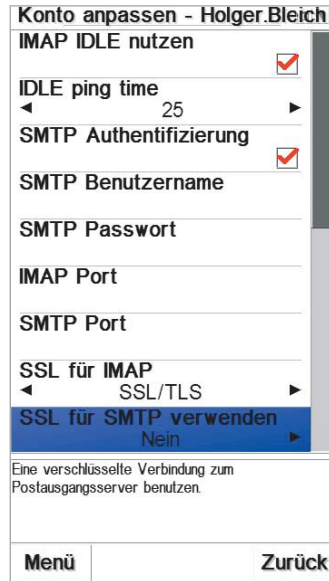 Konto anpassen - Holger.Bleich
IMAP IDLE nutzen
IDLE ping time
25
SMTP Authentifizierung
SMTP Benutzername
SMTP Passwort
IMAP Port
SMTP Port
SSL für IMAP
SSL/TLS
SSL für SMTP verwenden
Nein
Eine verschlüsselte Verbindung zum
Postausgangsserver benutzen.
Menü
Zurück